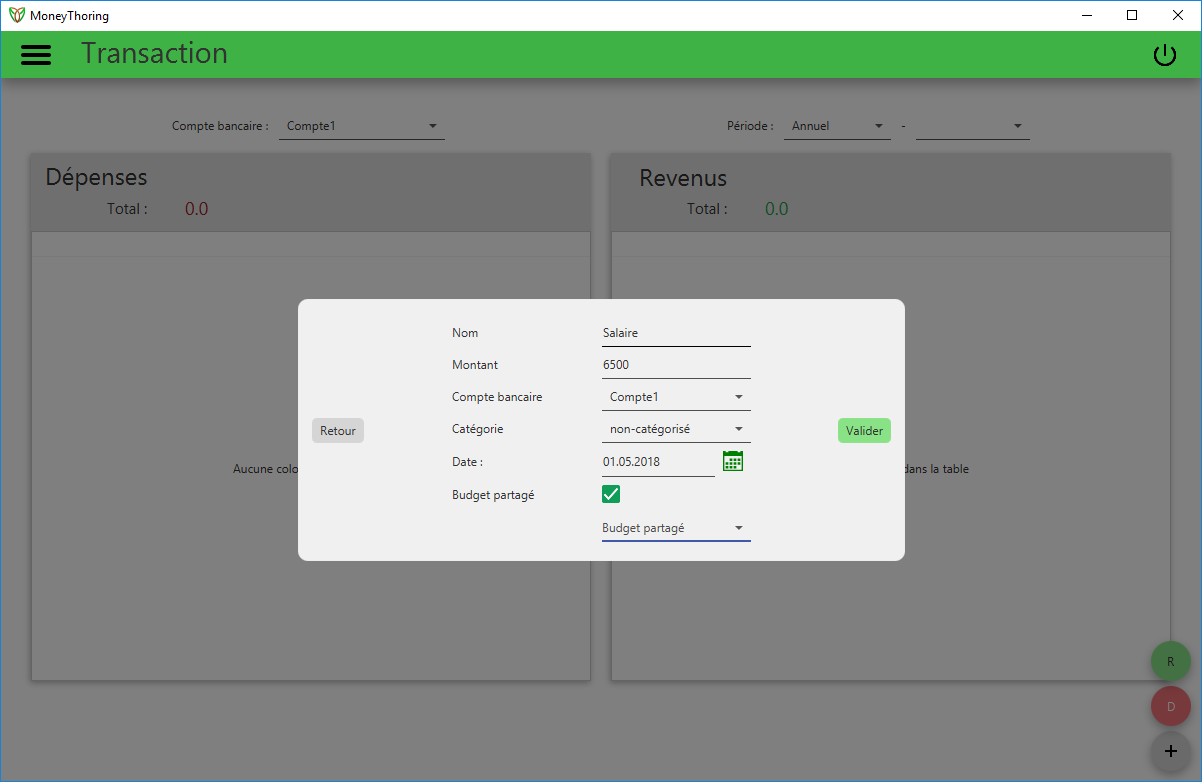 MoneyThoring
Transaction
Compte bancaire : Compte1
Période : Annuel -
Dépenses
Total : 0.0
Revenus
Total : 0.0
Nom Salaire
Montant 6500
Compte bancaire Compte1
Catégorie non-catégorisé
Retour
Valider
Date : 01.05.2018
Aucune colo
dans la table
Budget partagé
Budget partagé
R
D
+